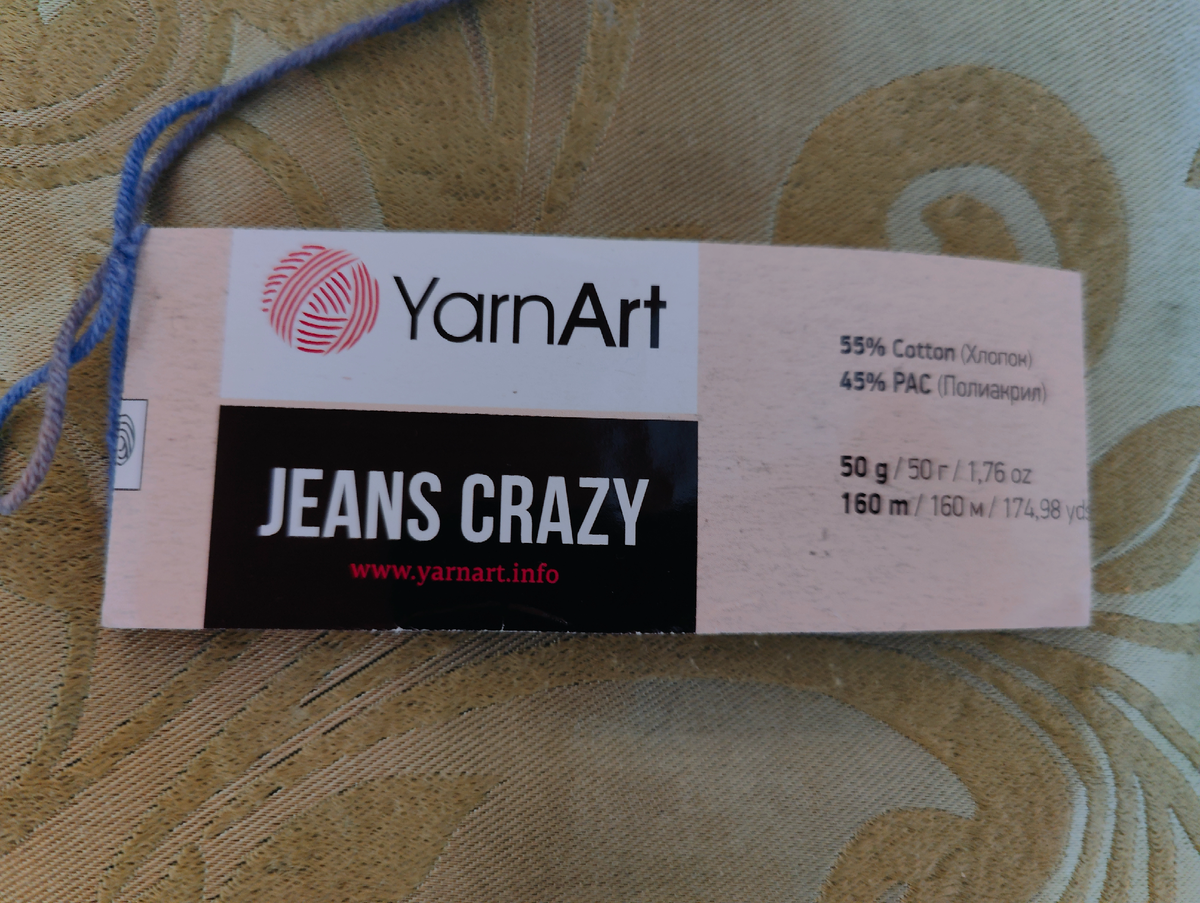 YarnArt
JEANS CRAZY
www.yarnart.info
55% Cotton (Хлопок)
45% PAC (Полиакрил)
50 g / 50 г / 1,76 oz
160 m / 160 м / 174,98 yds